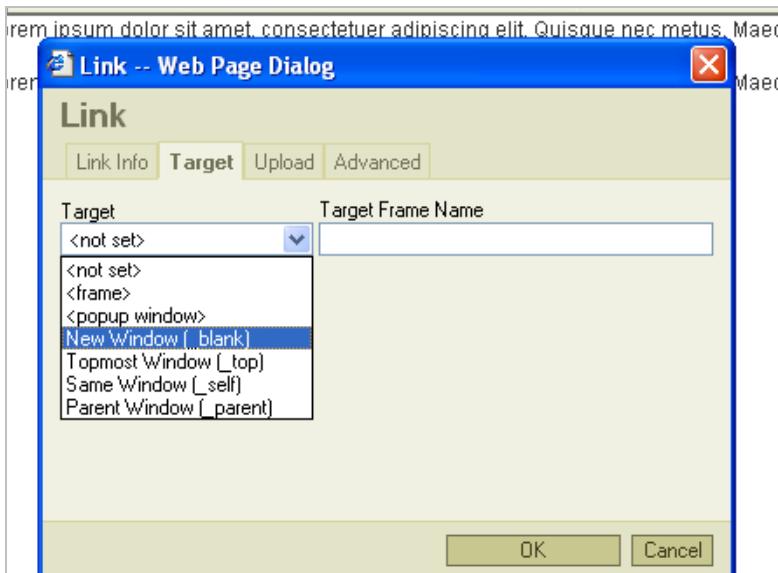 rem ipsum dolor sit amet, consectetuer adipiscing elit. Quisque nec metus. Maec
Link -- Web Page Dialog
Link
Link Info Target Upload Advanced
Target Target Frame Name
<not set>
<not set>
<frame>
<popup window>
New Window (_blank)
Topmost Window (_top)
Same Window (_self)
Parent Window (_parent)
OK Cancel